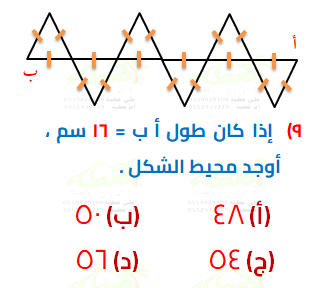 أ
ب
٩) إذا كان طول أ ب = ١٦ سم ،
أوجد محيط الشكل .
(أ) ٤٨ (ب) ٥٠
(ج) ٥٤ (د) ٥٦